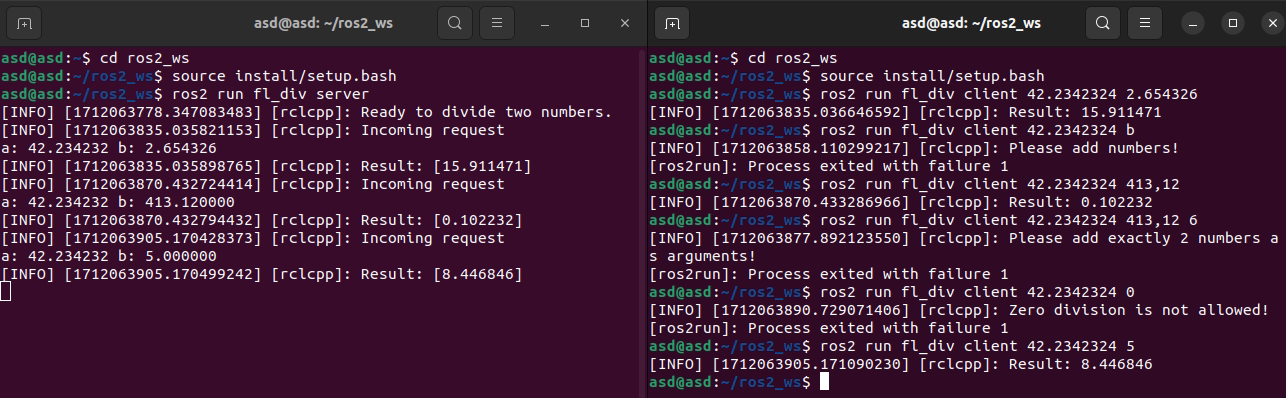 asd@asd: ~/ros2_ws
asd@asd:~$ cd ros2_ws
asd@asd:~/ros2_ws$ source install/setup.bash
asd@asd:~/ros2_ws$ ros2 run fl_div server
[INFO] [1712063778.347083483] [rclcpp]: Ready to divide two numbers.
[INFO] [1712063835.035821153] [rclcpp]: Incoming request
a: 42.234232 b: 2.654326
[INFO] [1712063835.035898765] [rclcpp]: Result: [15.911471]
[INFO] [1712063870.432724414] [rclcpp]: Incoming request
a: 42.234232 b: 413.120000
[INFO] [1712063870.432794432] [rclcpp]: Result: [0.102232]
[INFO] [1712063905.170428373] [rclcpp]: Incoming request
a: 42.234232 b: 5.000000
[INFO] [1712063905.170499242] [rclcpp]: Result: [8.446846]
asd@asd: ~/ros2_ws
asd@asd:~$ cd ros2_ws
asd@asd:~/ros2_ws$ source install/setup.bash
asd@asd:~/ros2_ws$ ros2 run fl_div client 42.2342324 2.654326
[INFO] [1712063835.036646592] [rclcpp]: Result: 15.911471
asd@asd:~/ros2_ws$ ros2 run fl_div client 42.2342324 b
[INFO] [1712063858.110299217] [rclcpp]: Please add numbers!
[ros2run]: Process exited with failure 1
asd@asd:~/ros2_ws$ ros2 run fl_div client 42.2342324 413,12
[INFO] [1712063870.433286966] [rclcpp]: Result: 0.102232
asd@asd:~/ros2_ws$ ros2 run fl_div client 42.2342324 413,12 6
[INFO] [1712063877.892123550] [rclcpp]: Please add exactly 2 numbers a
s arguments!
[ros2run]: Process exited with failure 1
asd@asd:~/ros2_ws$ ros2 run fl_div client 42.2342324 0
[INFO] [1712063890.729071406] [rclcpp]: Zero division is not allowed!
[ros2run]: Process exited with failure 1
asd@asd:~/ros2_ws$ ros2 run fl_div client 42.2342324 5
[INFO] [1712063905.171090230] [rclcpp]: Result: 8.446846
asd@asd:~/ros2_ws$